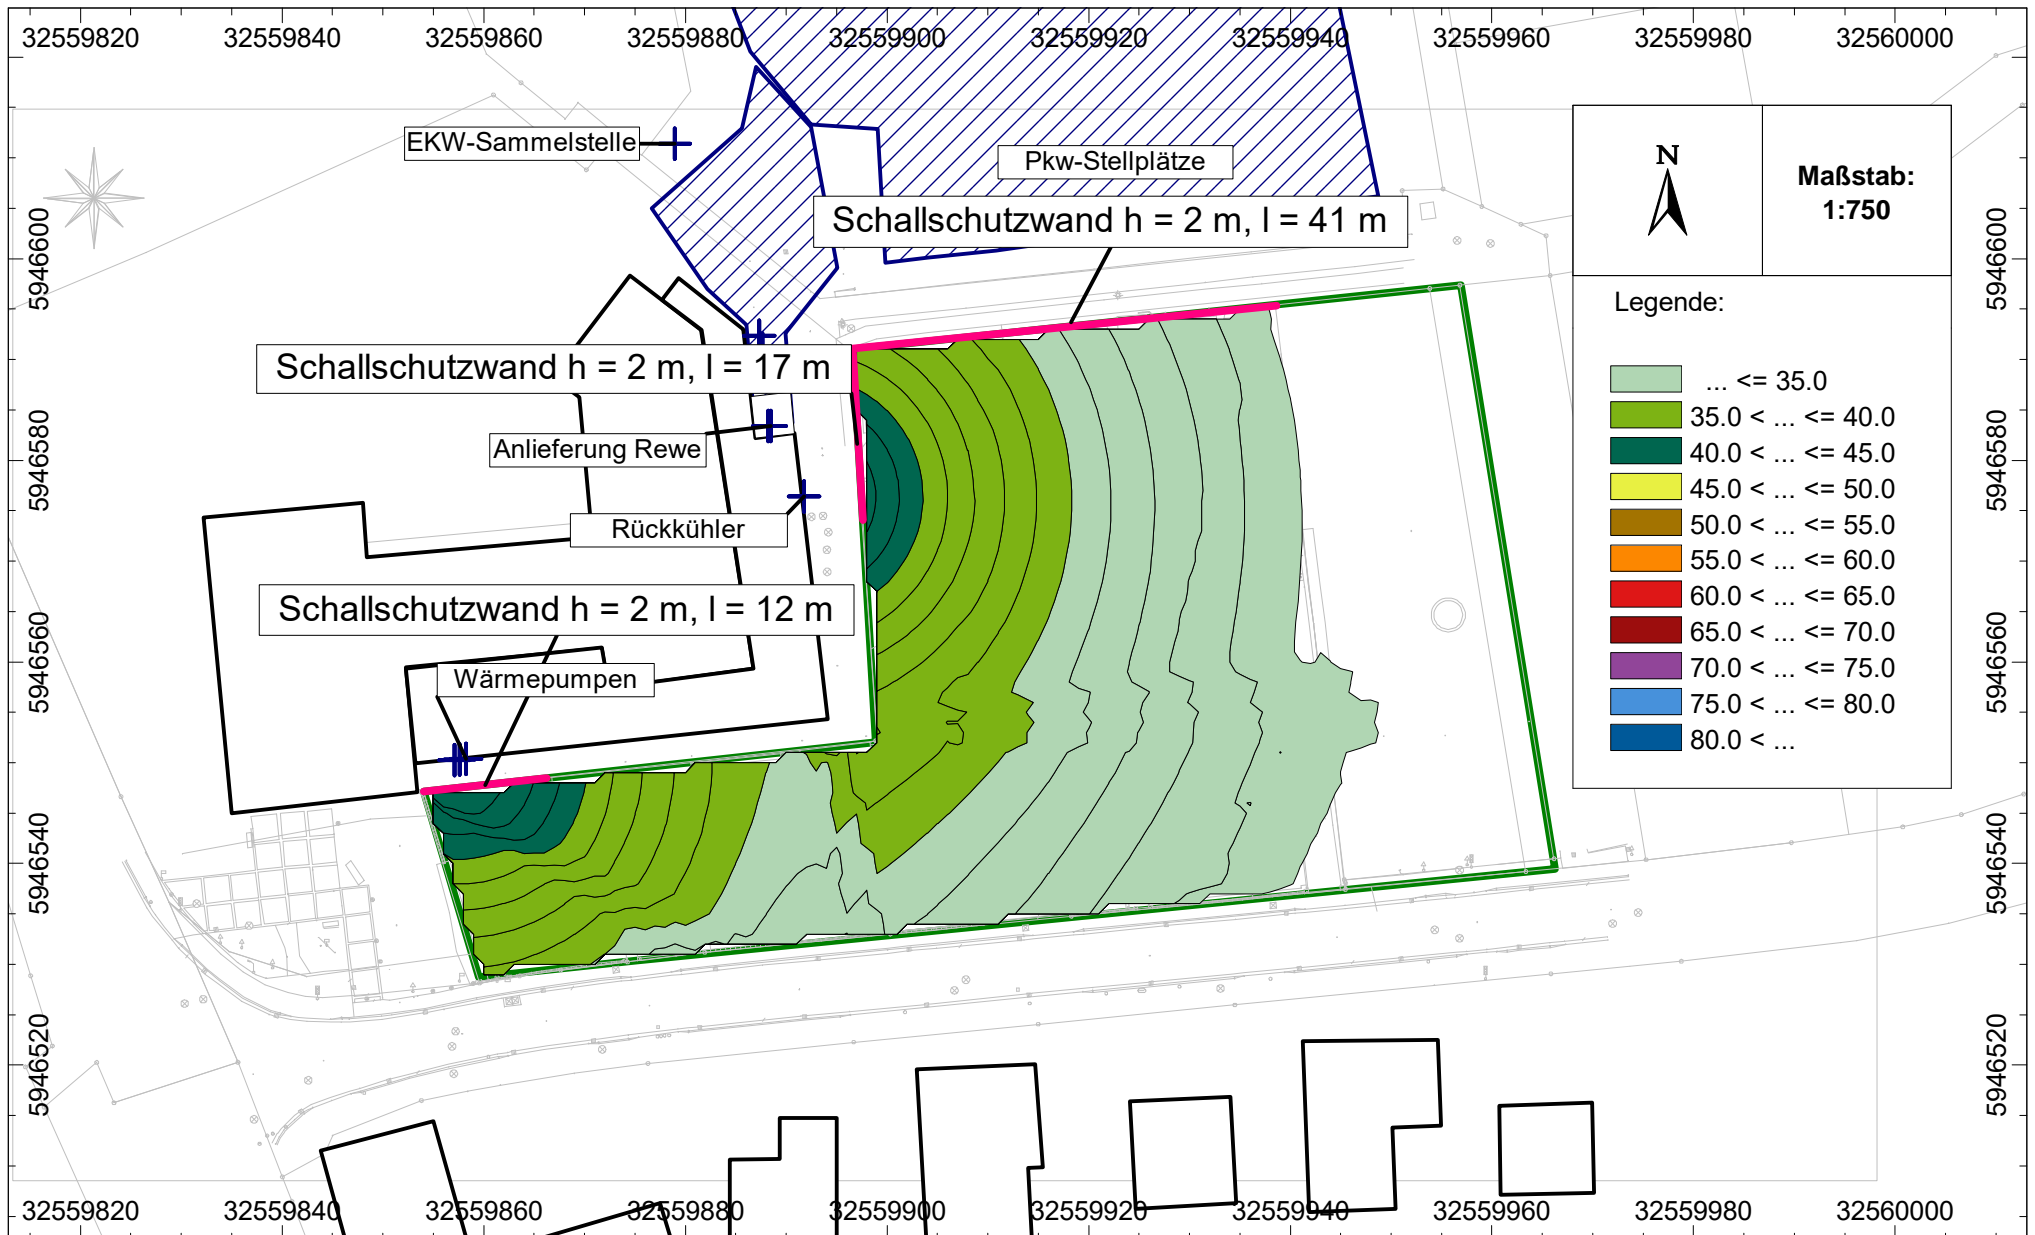 32559820 32559840 32559860 32559880 32559900 32559920 32559940 32559960 32559980 32560000
EKW-Sammelstelle
Pkw-Stellplätze
Schallschutzwand h = 2 m, l = 41 m
N
Maßstab:
1:750
5946600
5946600
Legende:
Schallschutzwand h = 2 m, l = 17 m
Anlieferung Rewe
Rückkühler
5946580
5946580
Schallschutzwand h = 2 m, l = 12 m
Wärmepumpen
5946560
5946560
... <= 35.0
35.0 < ... <= 40.0
40.0 < ... <= 45.0
45.0 < ... <= 50.0
50.0 < ... <= 55.0
55.0 < ... <= 60.0
60.0 < ... <= 65.0
65.0 < ... <= 70.0
70.0 < ... <= 75.0
75.0 < ... <= 80.0
80.0 < ...
5946540
5946540
5946520
5946520
32559820 32559840 32559860 32559880 32559900 32559920 32559940 32559960 32559980 32560000